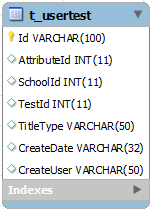 t_usertest
Id VARCHAR(100)
AttributeId INT(11)
SchoolId INT(11)
TestId INT(11)
TitleType VARCHAR(50)
CreateDate VARCHAR(32)
CreateUser VARCHAR(50)
Indexes